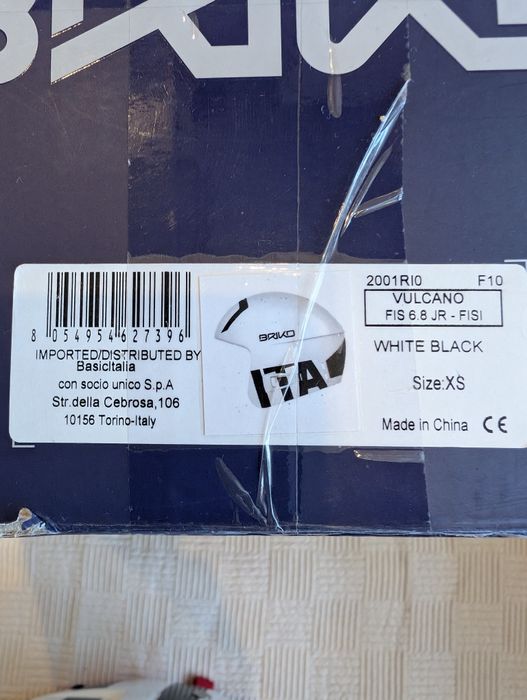 BRIKO
8 054954 627396
IMPORTED/DISTRIBUTED BY
BasicItalia
con socio unico S.p.A
Str.della Cebrosa,106
10156 Torino-Italy
BRIKO
ITA
2001RI0 F10
VULCANO
FIS 6.8 JR - FISI
WHITE BLACK
Size:XS
Made in China CE